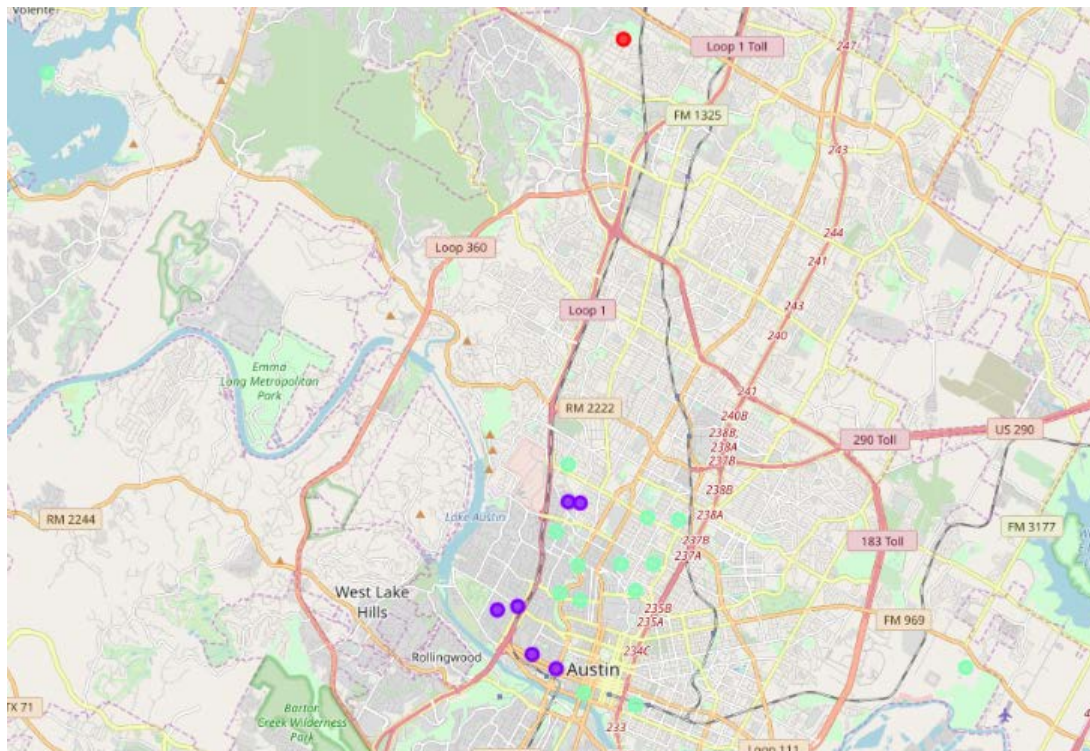 Volente
Loop 1 Toll
247
FM 1325
243
244
Loop 360
241
243
Loop 1
240
Emma
Long Metropolitan
Park
241
RM 2222
240B
238B,
238A
237B
290 Toll
US 290
238B
238A
RM 2244
Lake Austin
237B
237A
183 Toll
FM 3177
West Lake
Hills
235B
235A
FM 969
Rollingwood
234C
Austin
Barton
Creek Wilderness
Park
TX 71
233
Loop 111